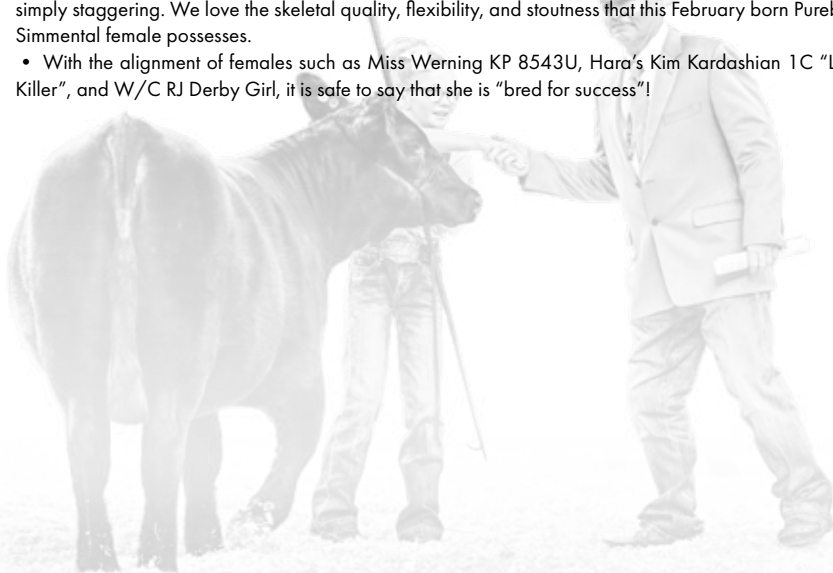 simply staggering. We love the skeletal quality, flexibility, and stoutness that this February born Pureb
Simmental female possesses.
• With the alignment of females such as Miss Werning KP 8543U, Hara’s Kim Kardashian 1C “L
Killer”, and W/C RJ Derby Girl, it is safe to say that she is “bred for success”!